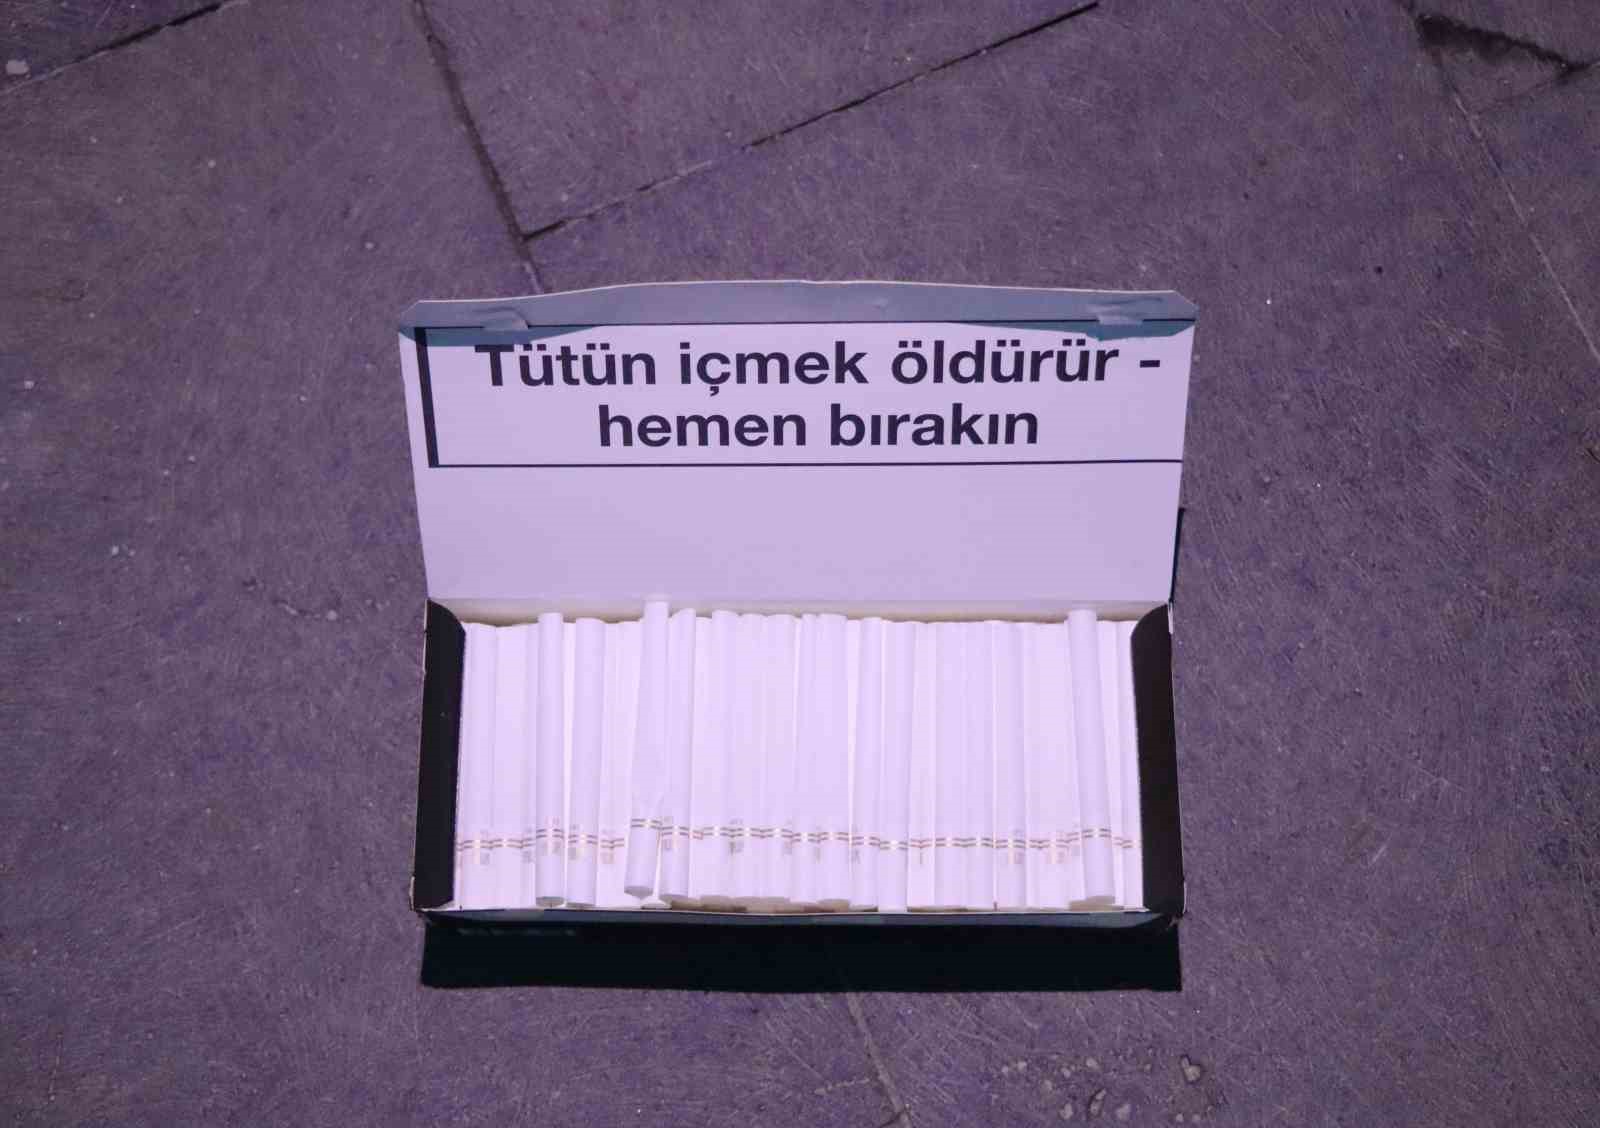 Tütün içmek öldürür -
hemen bırakın